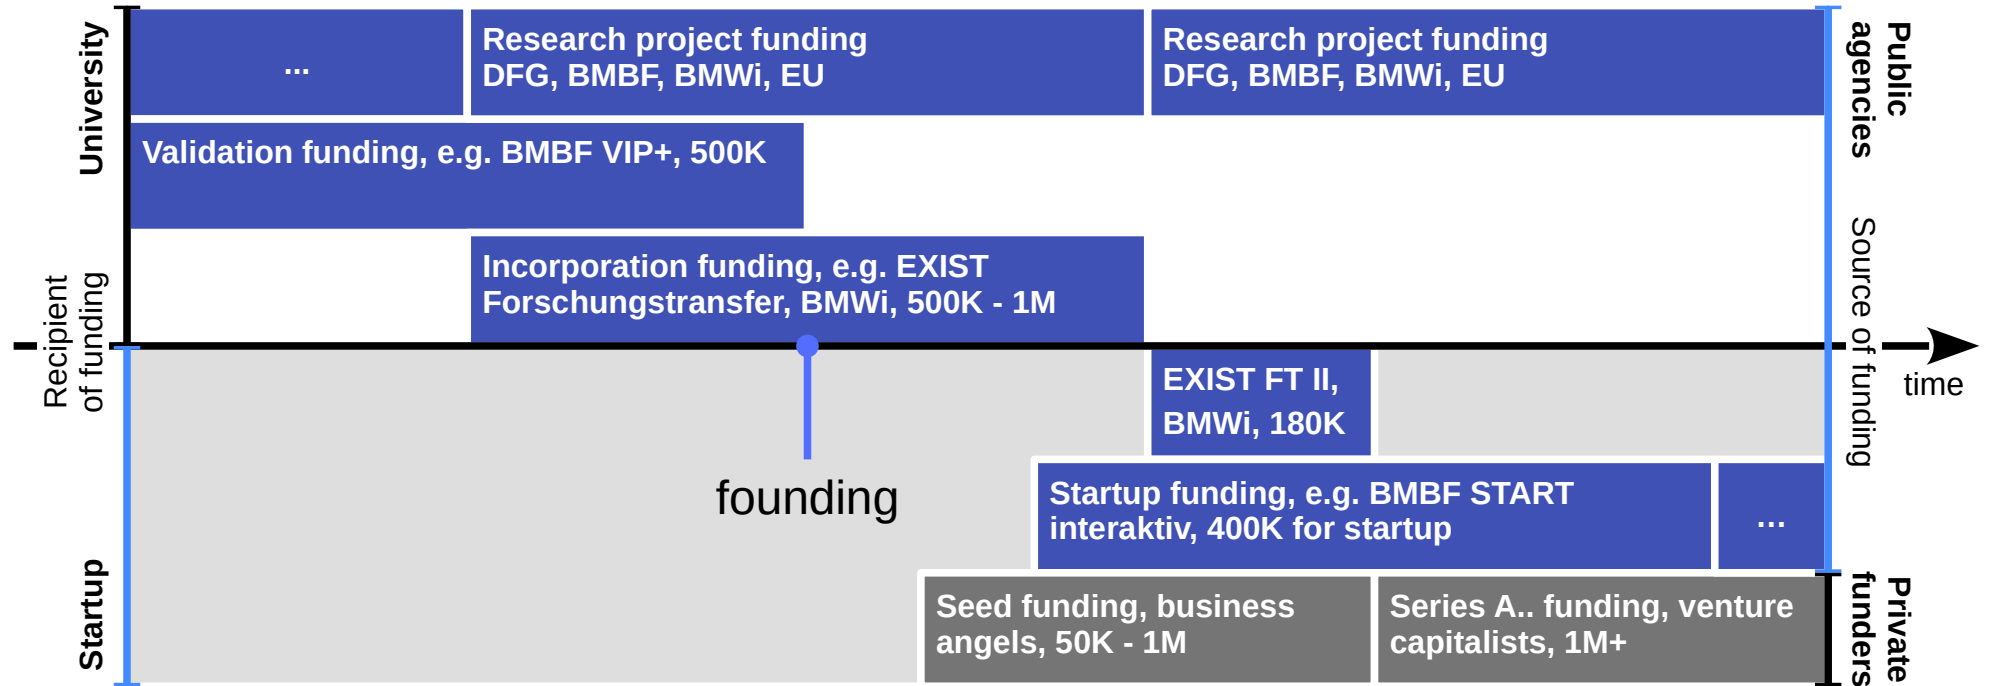 University
...
Research project funding
DFG, BMBF, BMWi, EU
Research project funding
DFG, BMBF, BMWi, EU
Public
agencies
Validation funding, e.g. BMBF VIP+, 500K
Incorporation funding, e.g. EXIST
Forschungstransfer, BMWi, 500K - 1M
Recipient
of funding
Source of funding
time
EXIST FT II,
BMWi, 180K
founding
Startup funding, e.g. BMBF START
interaktiv, 400K for startup
...
Startup
Seed funding, business
angels, 50K - 1M
Series A.. funding, venture
capitalists, 1M+
Private
funders